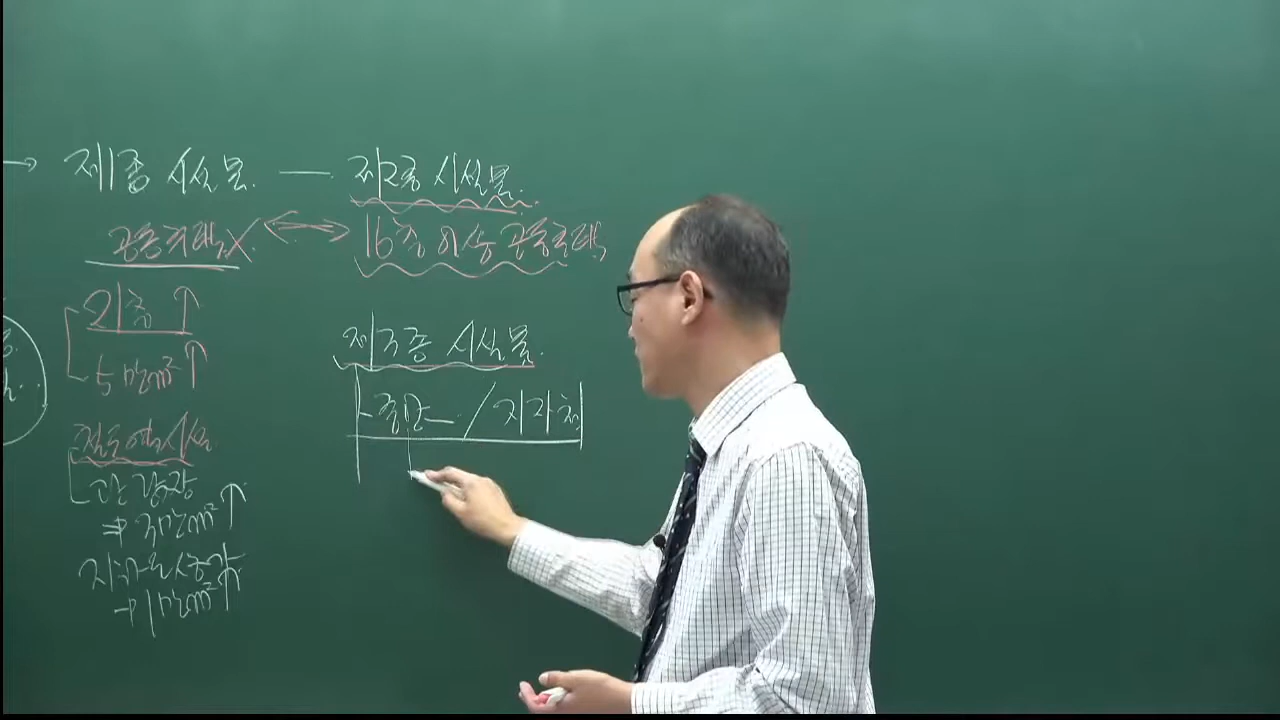 → 제1종 시설물. — 제2종 시설물.
공동주택X. ↔ 16층 이상 공동주택
21층 ↑
5만m² ↑
제3종 시설물.
중앙 / 지자체
철도역시설
고가
⇒ 3만m² ↑
지하도상가
→ 1만m² ↑